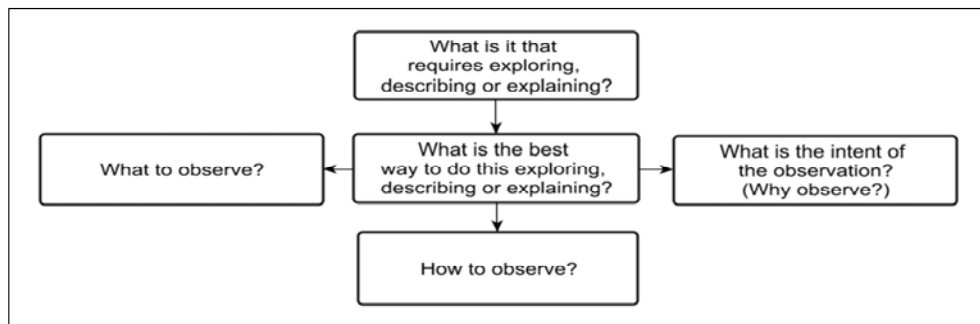 What is it that
requires exploring,
describing or explaining?
What to observe?
What is the best
way to do this exploring,
describing or explaining?
What is the intent of
the observation?
(Why observe?)
How to observe?